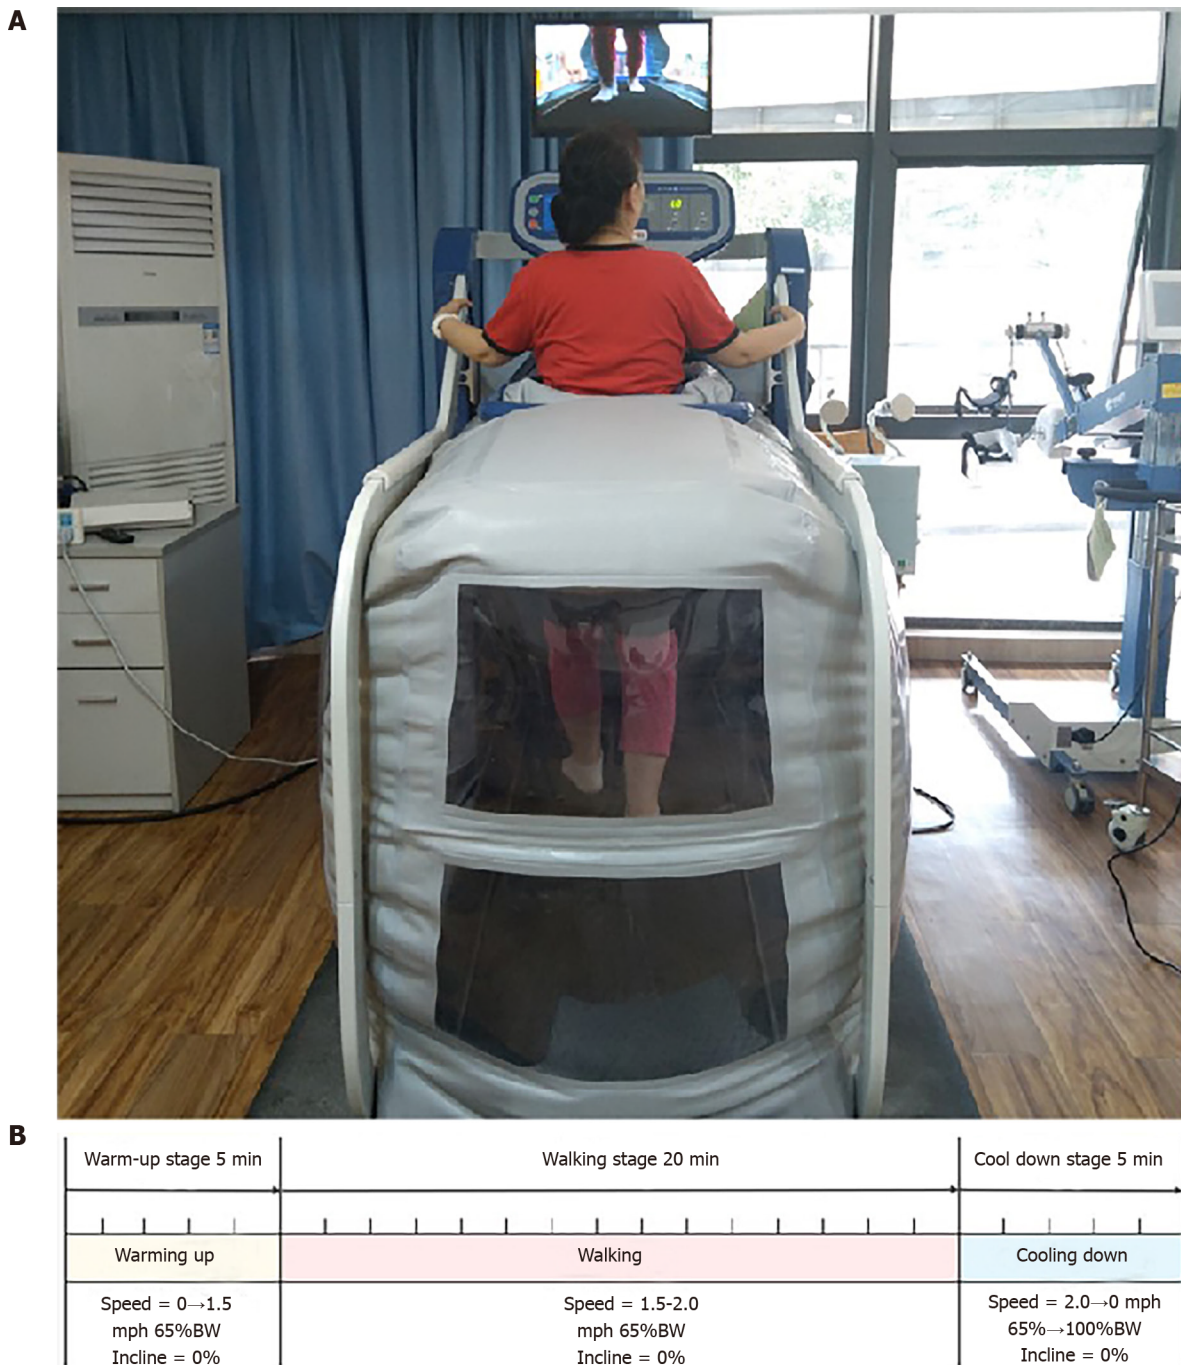 A
B
Warm-up stage 5 min
Walking stage 20 min
Cool down stage 5 min
Warming up
Walking
Cooling down
Speed = 0→1.5
mph 65%BW
Incline = 0%
Speed = 1.5-2.0
mph 65%BW
Incline = 0%
Speed = 2.0→0 mph
65%→100%BW
Incline = 0%